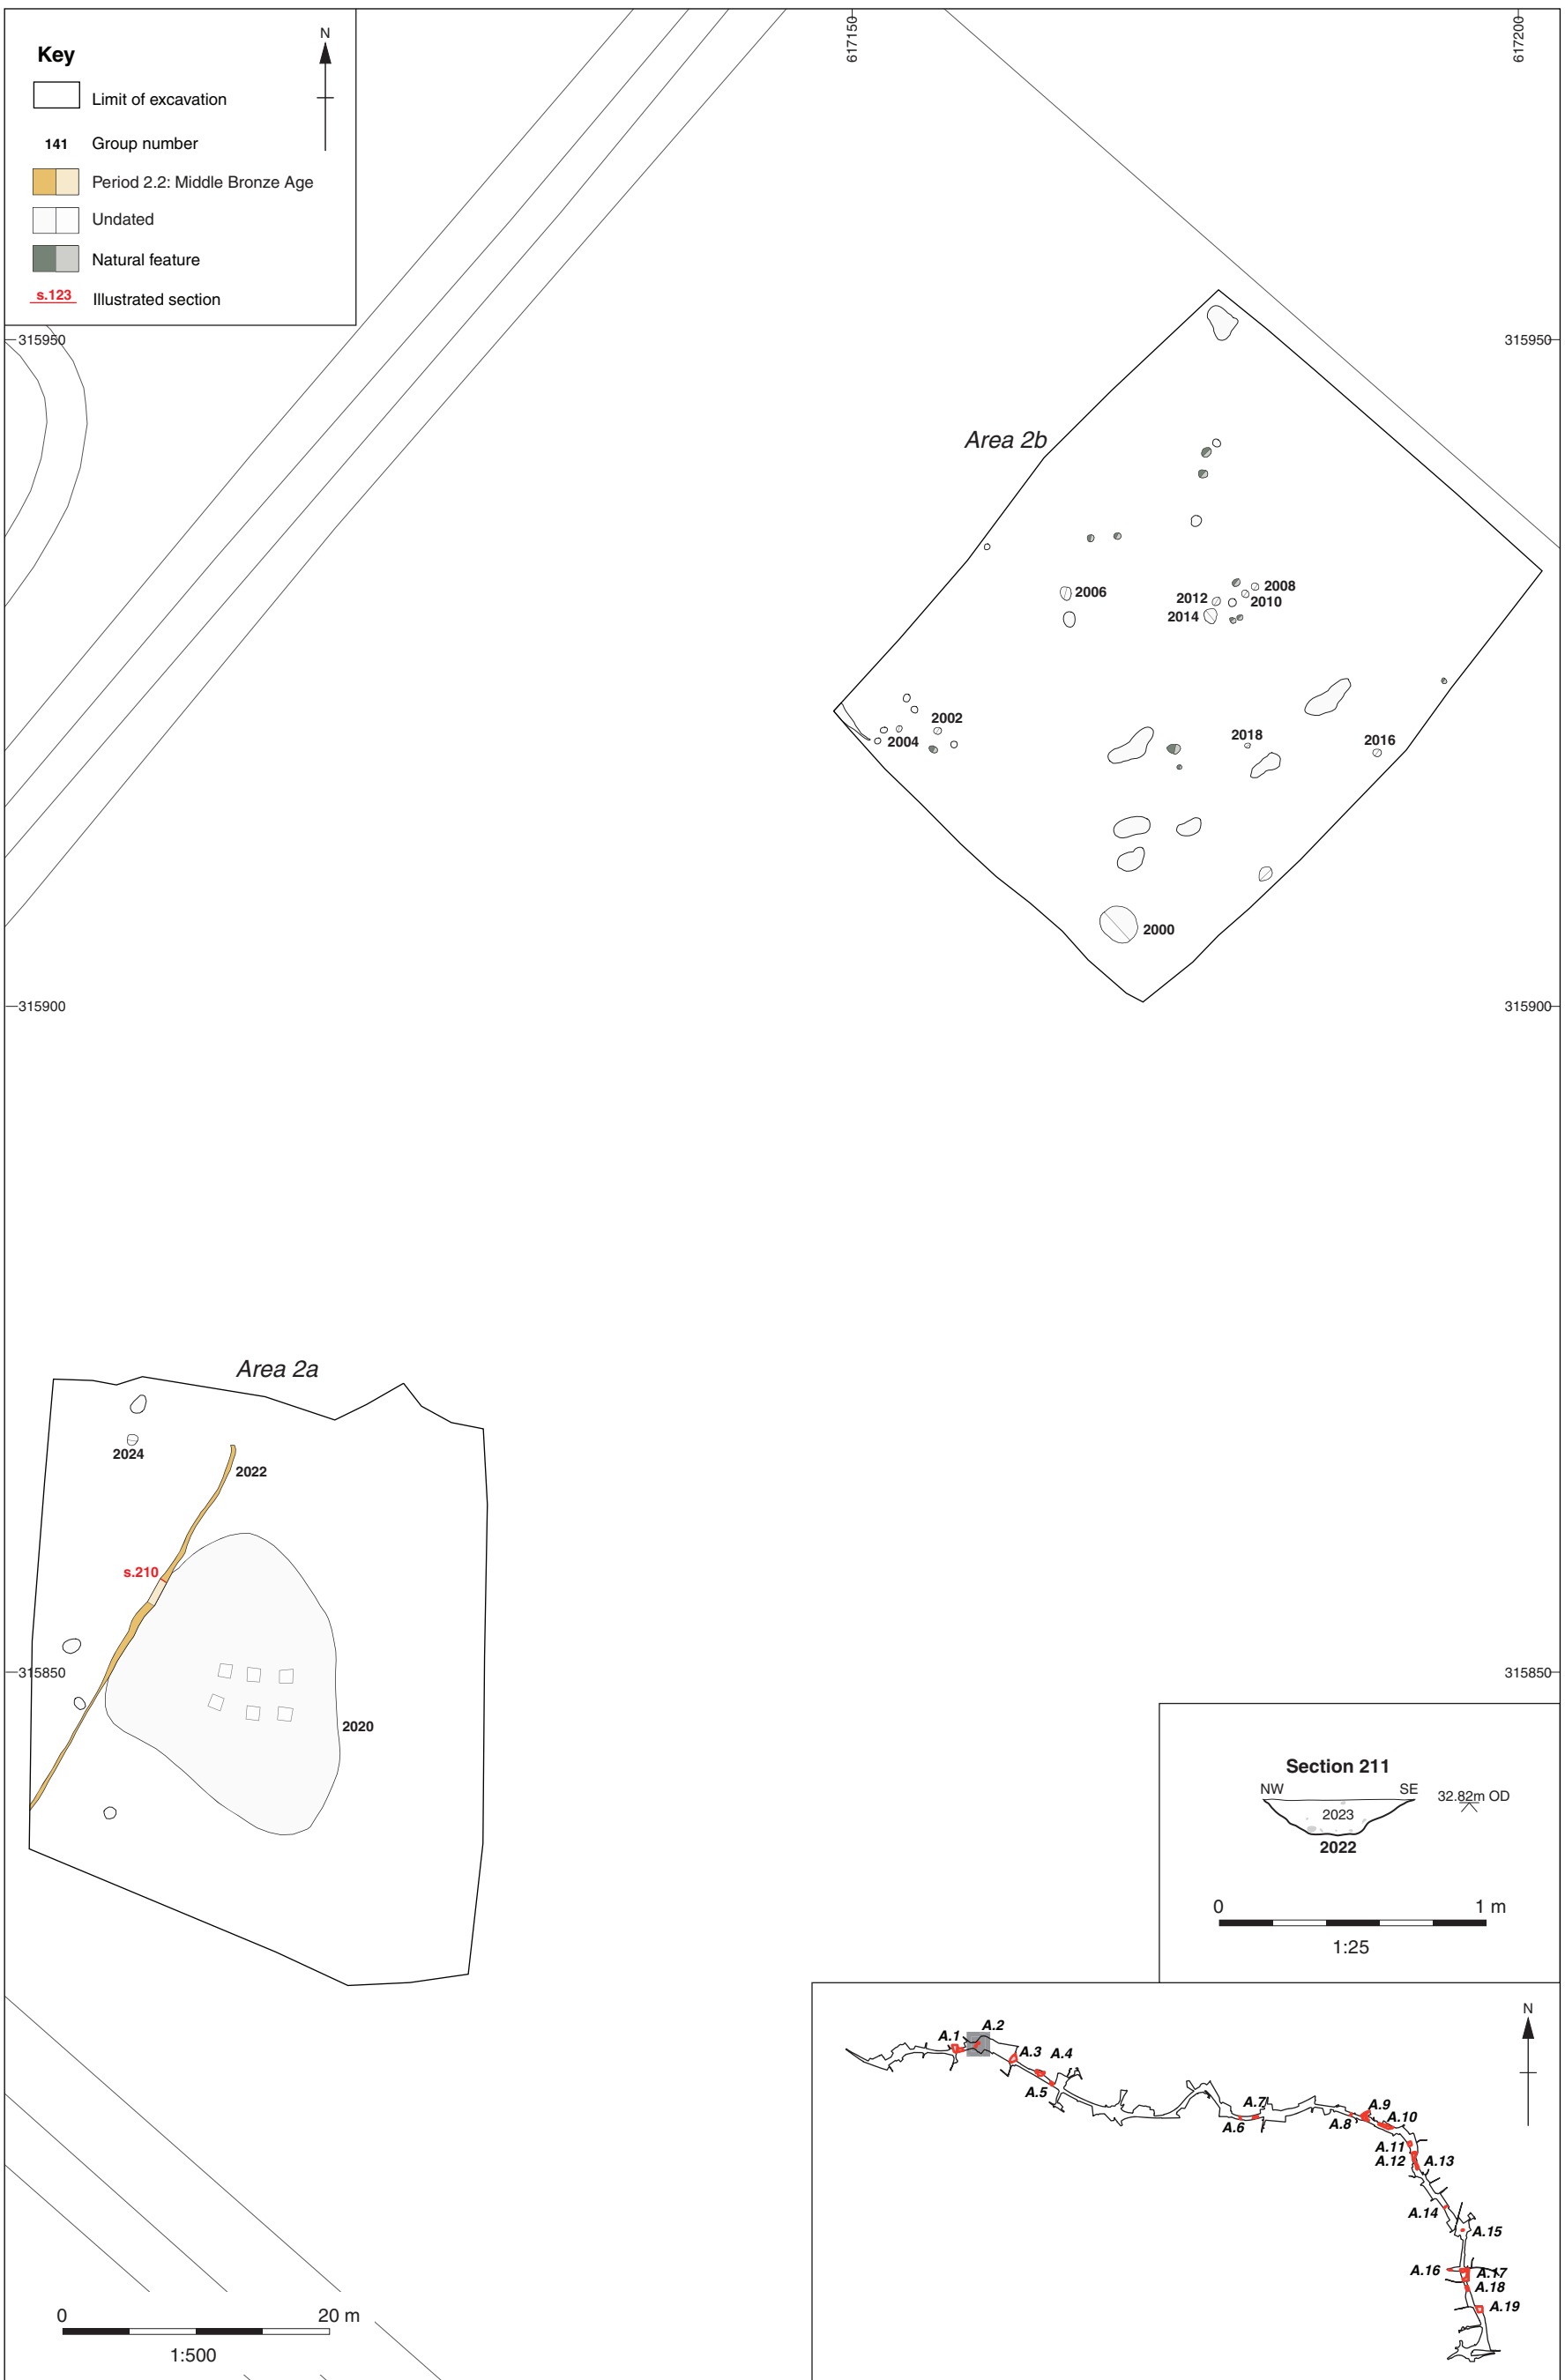 Key
N
Limit of excavation
141 Group number
Period 2.2: Middle Bronze Age
Undated
Natural feature
s.123 Illustrated section
617150
617200
315950
315950
Area 2b
2006
2008
2012
2010
2014
2002
2004
2018
2016
2000
315900
315900
Area 2a
2024
2022
s.210
315850
315850
2020
Section 211
NW
SE
32.82m OD
2023
2022
0
1 m
1:25
N
A.1
A.2
A.3
A.4
A.5
A.6
A.7
A.8
A.9
A.10
A.11
A.12
A.13
A.14
A.15
A.16
A.17
A.18
A.19
0
20 m
1:500